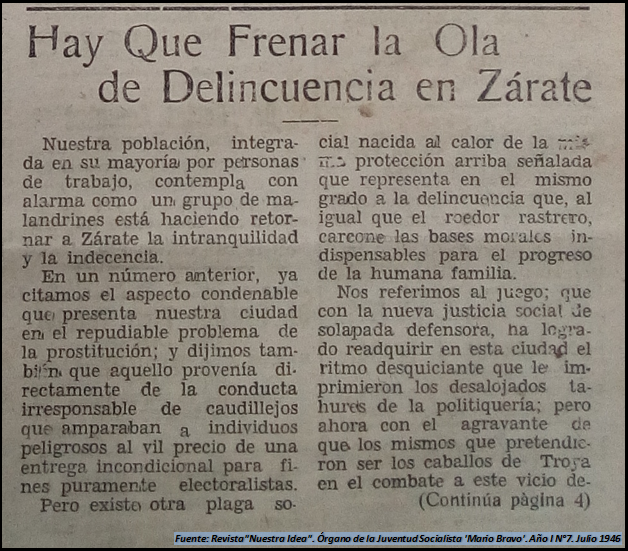 Hay Que Frenar la Ola
de Delincuencia en Zárate
Nuestra población, integra-
da en su mayoría por personas
de trabajo, contempla con
alarma como un grupo de ma-
landrines está haciendo retor-
nar a Zárate la intranquilidad
y la indecencia.
En un número anterior, ya
citamos el aspecto condenable
que presenta nuestra ciudad
en el repudiable problema de
la prostitución; y dijimos tam-
bién que aquello provenía di-
rectamente de la conducta
irresponsable de caudillejos
que amparaban a individuos
peligrosos al vil precio de una
entrega incondicional para fi-
nes puramente electoralistas.
Pero existe otra plaga so-
cial nacida al calor de la
protección arriba señalada
que representa en el mismo
grado a la delincuencia que, al
igual que el roedor rastrero,
carcone las bases morales in-
dispensables para el progreso
de la humana familia.
Nos referimos al juego; que
con la nueva justicia social de
solapada defensora, ha logra-
do readquirir en esta ciudad el
ritmo desquiciante que le im-
primieron los desalojados ta-
hures de la politiquería; pero
ahora con el agravante de
que los mismos que pretendie-
ron ser los caballos de Troya
en el combate a este vicio de-
(Continúa pàgina 4)
Fuente: Revista"Nuestra Idea". Órgano de la Juventud Socialista 'Mario Bravo'. Año I N°7. Julio 1946